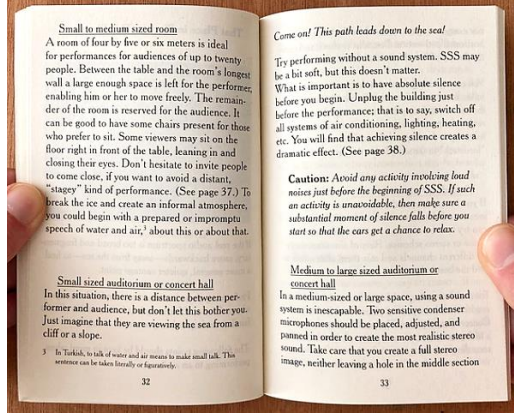 Small to medium sized room
A room of four by five or six meters is ideal
for performances for audiences of up to twenty
people. Between the table and the room's longest
wall a large enough space is left for the performer,
enabling him or her to move freely. The remain-
der of the room is reserved for the audience. It
can be good to have some chairs present for those
who prefer to sit. Some viewers may sit on the
floor right in front of the table, leaning in and
closing their eyes. Don't hesitate to invite people
to come close, if you want to avoid a distant,
"stagey" kind of performance. (See page 37.) To
break the ice and create an informal atmosphere,
you could begin with a prepared or impromptu
speech of water and air,3 about this or about that.
Small sized auditorium or concert hall
In this situation, there is a distance between per-
former and audience, but don't let this bother you.
Just imagine that they are viewing the sea from a
cliff or a slope.
3 In Turkish, to talk of water and air means to make small talk. This
sentence can be taken literally or figuratively.
32
Come on! This path leads down to the sea!
Try performing without a sound system. SSS may
be a bit soft, but this doesn't matter.
What is important is to have absolute silence
before you begin. Unplug the building just
before the performance; that is to say, switch off
all systems of air conditioning, lighting, heating,
etc. You will find that achieving silence creates a
dramatic effect. (See page 38.)
Caution: Avoid any activity involving loud
noises just before the beginning of SSS. If such
an activity is unavoidable, then make sure a
substantial moment of silence falls before you
start so that the ears get a chance to relax.
Medium to large sized auditorium or
concert hall
In a medium-sized or large space, using a sound
system is inescapable. Two sensitive condenser
microphones should be placed, adjusted, and
panned in order to create the most realistic stereo
sound. Take care that you create a full stereo
image, neither leaving a hole in the middle section
33